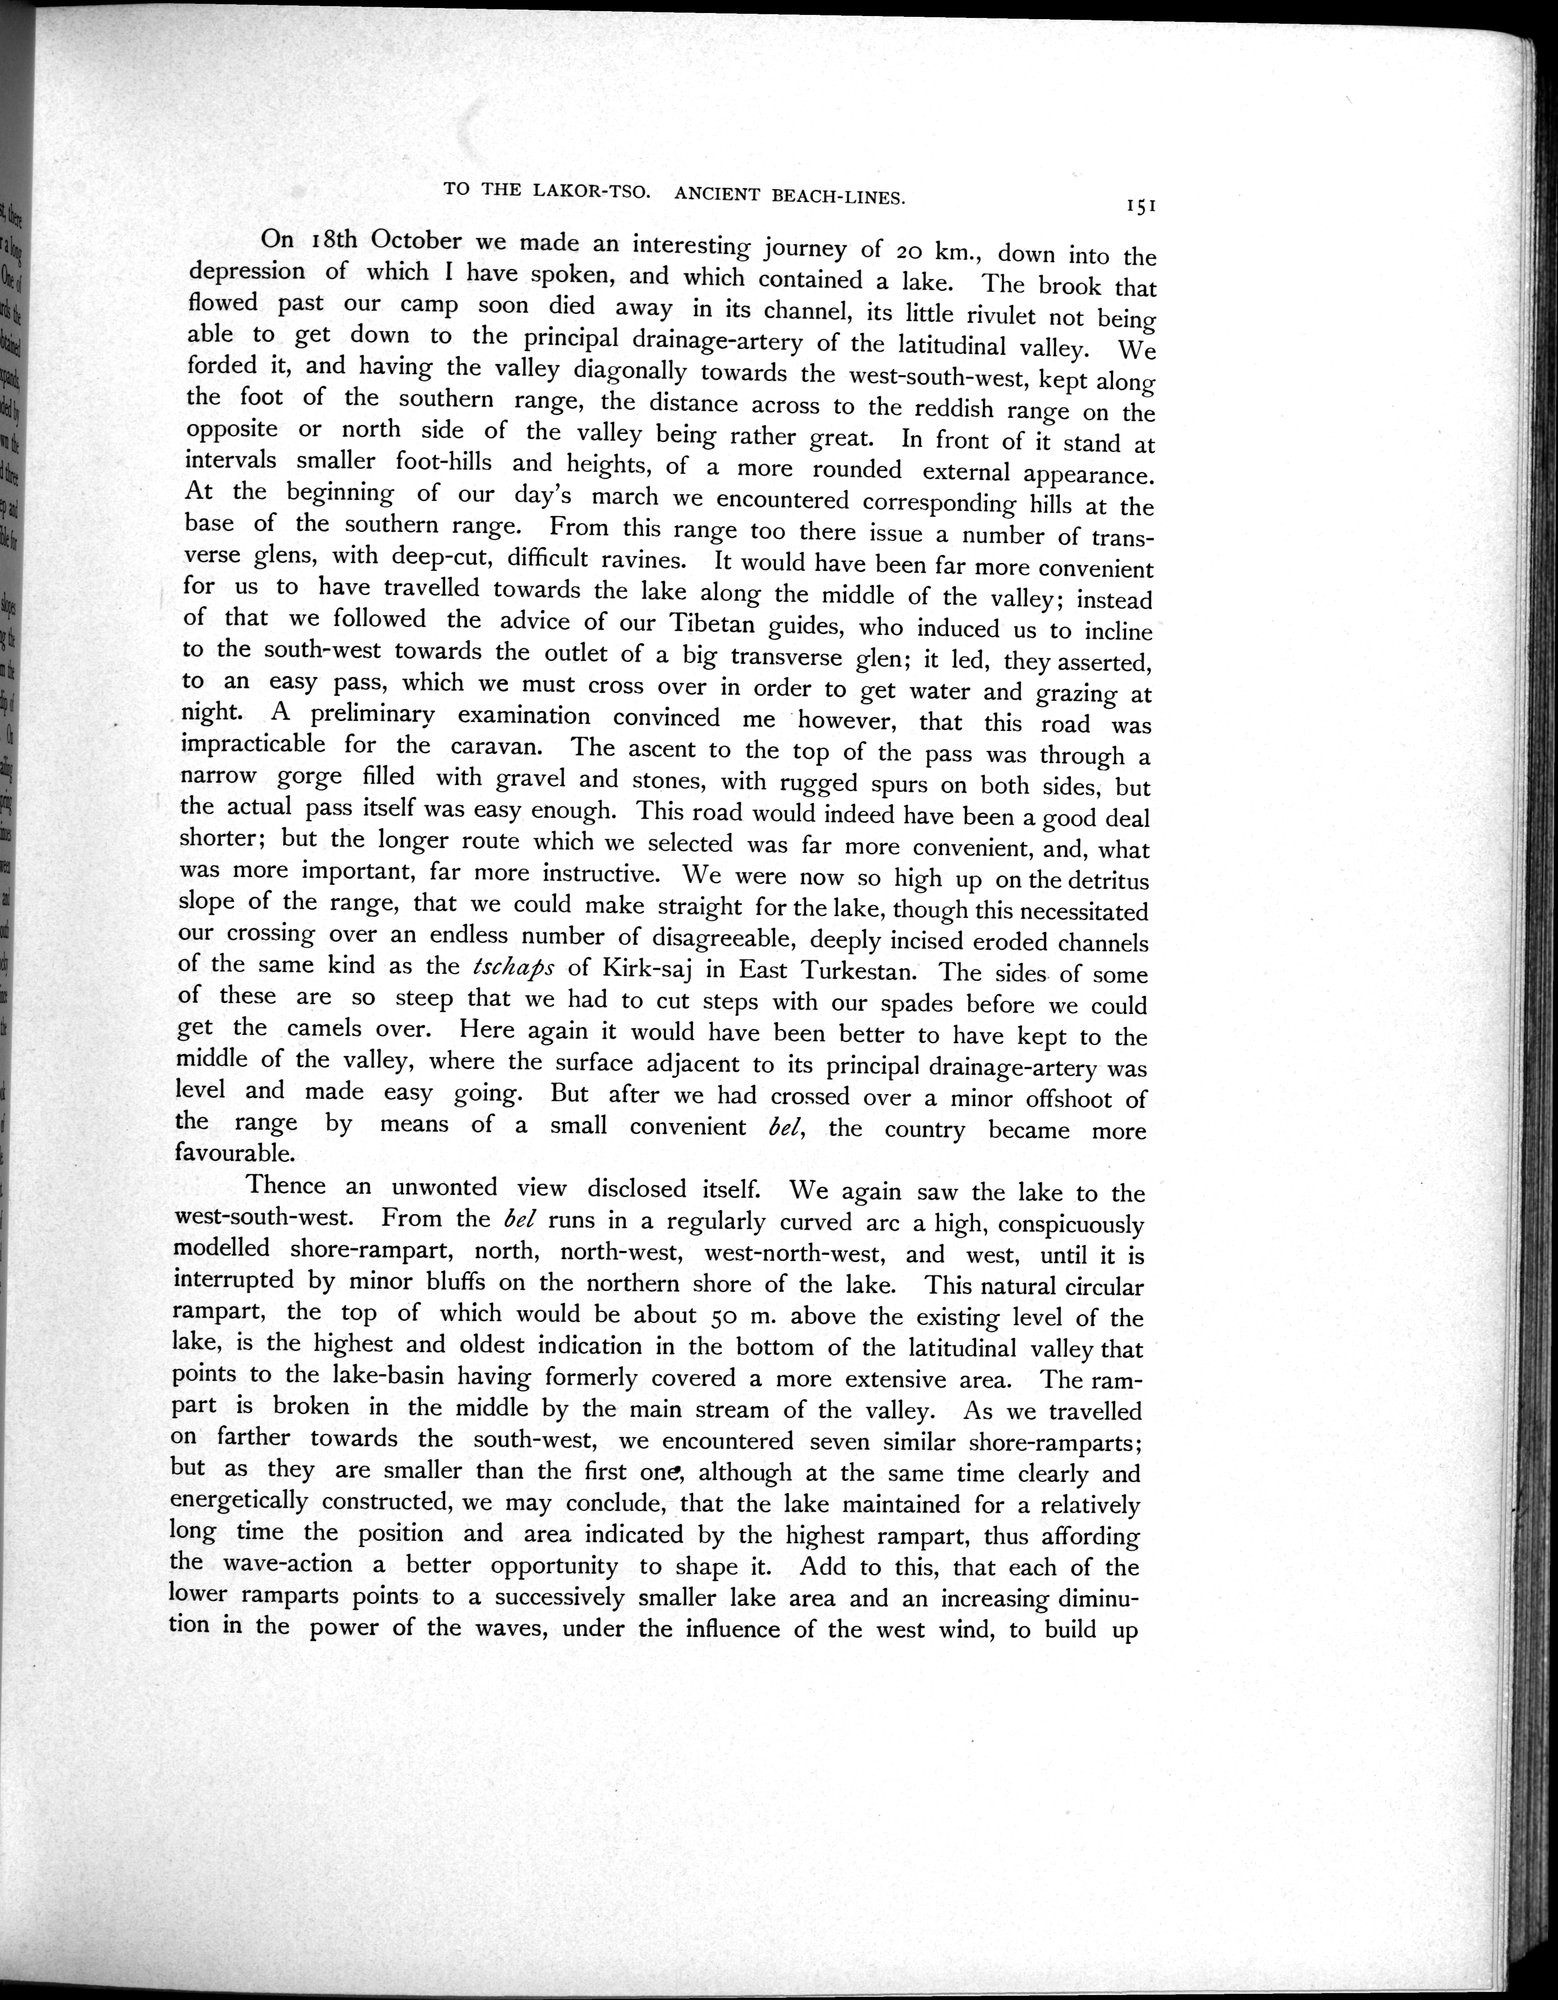 TO THE LAKOR-TSO. ANCIENT BEACH-LINES. 151
On 18th October we made an interesting journey of 20 km., down into the
depression of which I have spoken, and which contained a lake. The brook that
flowed past our camp soon died away in its channel, its little rivulet not being
able to get down to the principal drainage-artery of the latitudinal valley. We
forded it, and having the valley diagonally towards the west-south-west, kept along
the foot of the southern range, the distance across to the reddish range on the
opposite or north side of the valley being rather great. In front of it stand at
intervals smaller foot-hills and heights, of a more rounded external appearance.
At the beginning of our day's march we encountered corresponding hills at the
base of the southern range. From this range too there issue a number of trans-
verse glens, with deep-cut, difficult ravines. It would have been far more convenient
for us to have travelled towards the lake along the middle of the valley; instead
of that we followed the advice of our Tibetan guides, who induced us to incline
to the south-west towards the outlet of a big transverse glen; it led, they asserted,
to an easy pass, which we must cross over in order to get water and grazing at
night. A preliminary examination convinced me however, that this road was
impracticable for the caravan. The ascent to the top of the pass was through a
narrow gorge filled with gravel and stones, with rugged spurs on both sides, but
the actual pass itself was easy enough. This road would indeed have been a good deal
shorter; but the longer route which we selected was far more convenient, and, what
was more important, far more instructive. We were now so high up on the detritus
slope of the range, that we could make straight for the lake, though this necessitated
our crossing over an endless number of disagreeable, deeply incised eroded channels
of the same kind as the tschaps of Kirk-saj in East Turkestan. The sides of some
of these are so steep that we had to cut steps with our spades before we could
get the camels over. Here again it would have been better to have kept to the
middle of the valley, where the surface adjacent to its principal drainage-artery was
level and made easy going. But after we had crossed over a minor offshoot of
the range by means of a small convenient bel, the country became more
favourable.
Thence an unwonted view disclosed itself. We again saw the lake to the
west-south-west. From the bel runs in a regularly curved arc a high, conspicuously
modelled shore-rampart, north, north-west, west-north-west, and west, until it is
interrupted by minor bluffs on the northern shore of the lake. This natural circular
rampart, the top of which would be about 50 m. above the existing level of the
lake, is the highest and oldest indication in the bottom of the latitudinal valley that
points to the lake-basin having formerly covered a more extensive area. The ram-
part is broken in the middle by the main stream of the valley. As we travelled
on farther towards the south-west, we encountered seven similar shore-ramparts;
but as they are smaller than the first one, although at the same time clearly and
energetically constructed, we may conclude, that the lake maintained for a relatively
long time the position and area indicated by the highest rampart, thus affording
the wave-action a better opportunity to shape it. Add to this, that each of the
lower ramparts points to a successively smaller lake area and an increasing diminu-
tion in the power of the waves, under the influence of the west wind, to build up